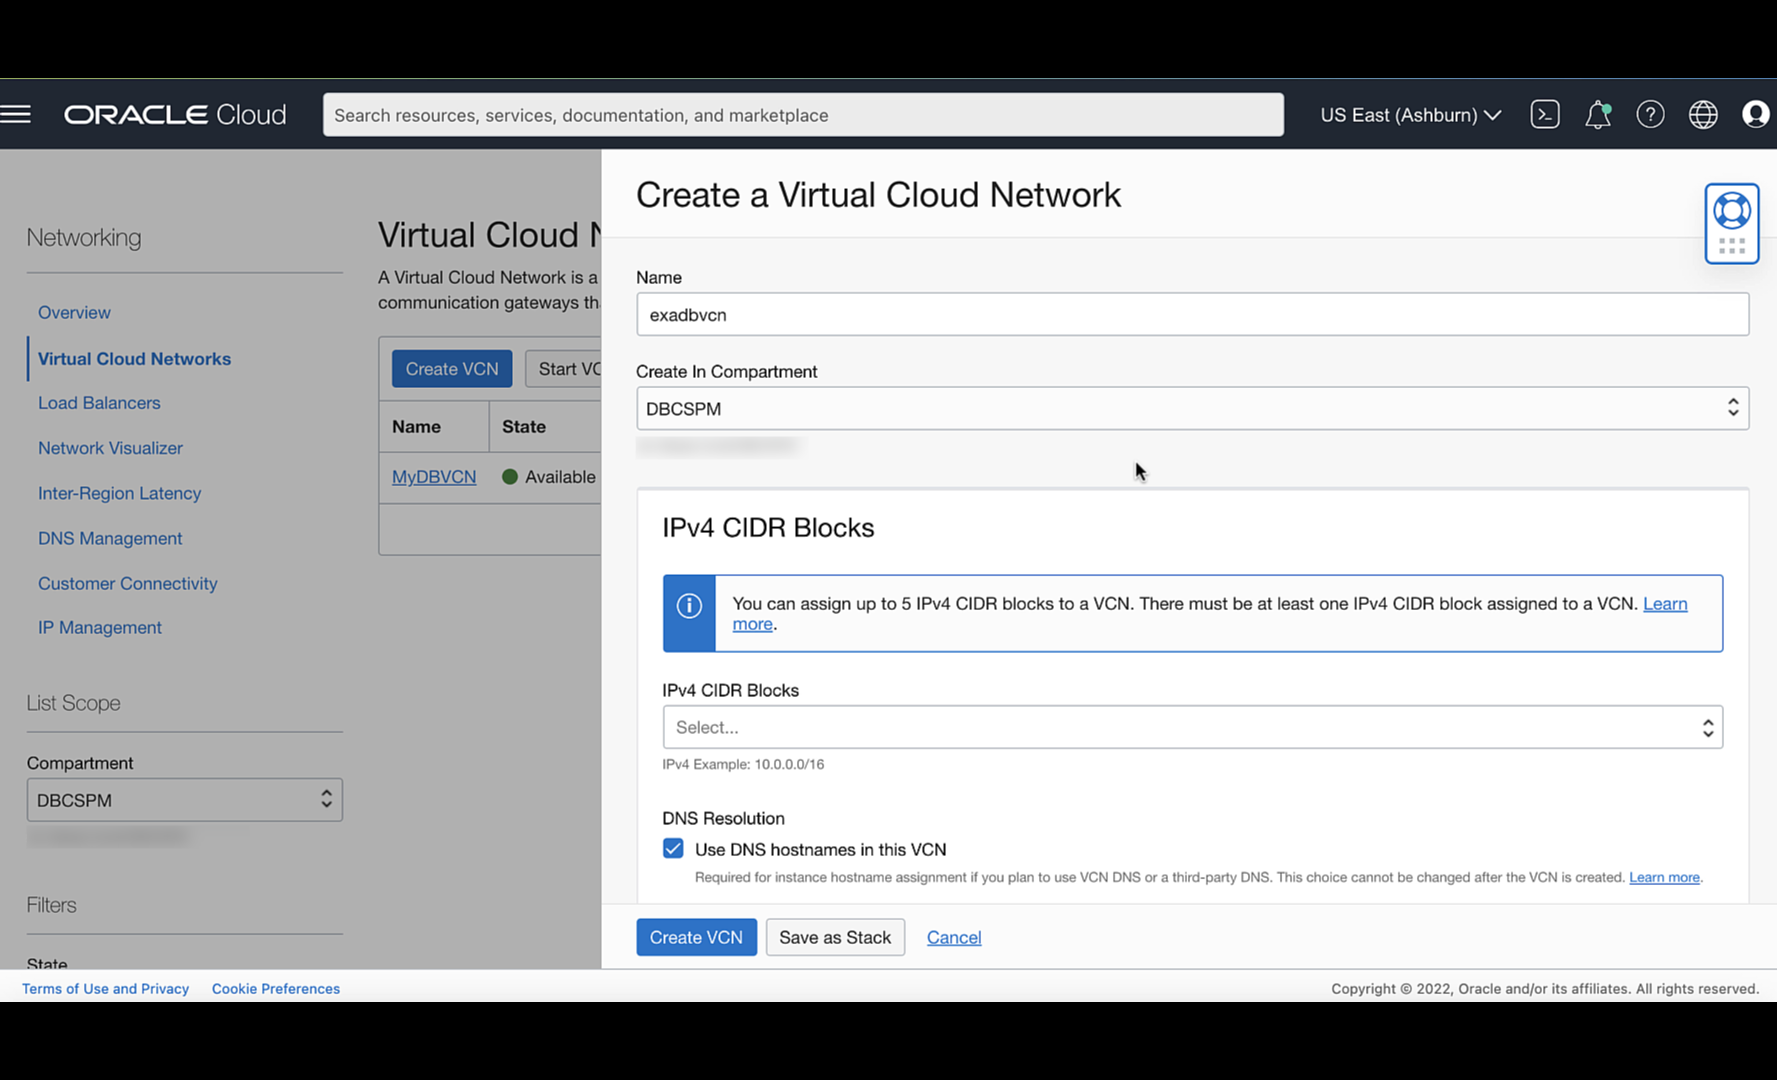 ORACLE Cloud
Search resources, services, documentation, and marketplace
US East (Ashburn)
Networking
Overview
Virtual Cloud Networks
Load Balancers
Network Visualizer
Inter-Region Latency
DNS Management
Customer Connectivity
IP Management
List Scope
Compartment
DBCSPM
Filters
State
Virtual Cloud N
A Virtual Cloud Network is a
communication gateways th
Create VCN
Start VC
Name State
MyDBVCN Available
Create a Virtual Cloud Network
Name
exadbvcn
Create In Compartment
DBCSPM
IPv4 CIDR Blocks
You can assign up to 5 IPv4 CIDR blocks to a VCN. There must be at least one IPv4 CIDR block assigned to a VCN. Learn
more.
IPv4 CIDR Blocks
Select...
IPv4 Example: 10.0.0.0/16
DNS Resolution
Use DNS hostnames in this VCN
Required for instance hostname assignment if you plan to use VCN DNS or a third-party DNS. This choice cannot be changed after the VCN is created. Learn more.
Create VCN Save as Stack Cancel
Terms of Use and Privacy Cookie Preferences
Copyright © 2022, Oracle and/or its affiliates. All rights reserved.